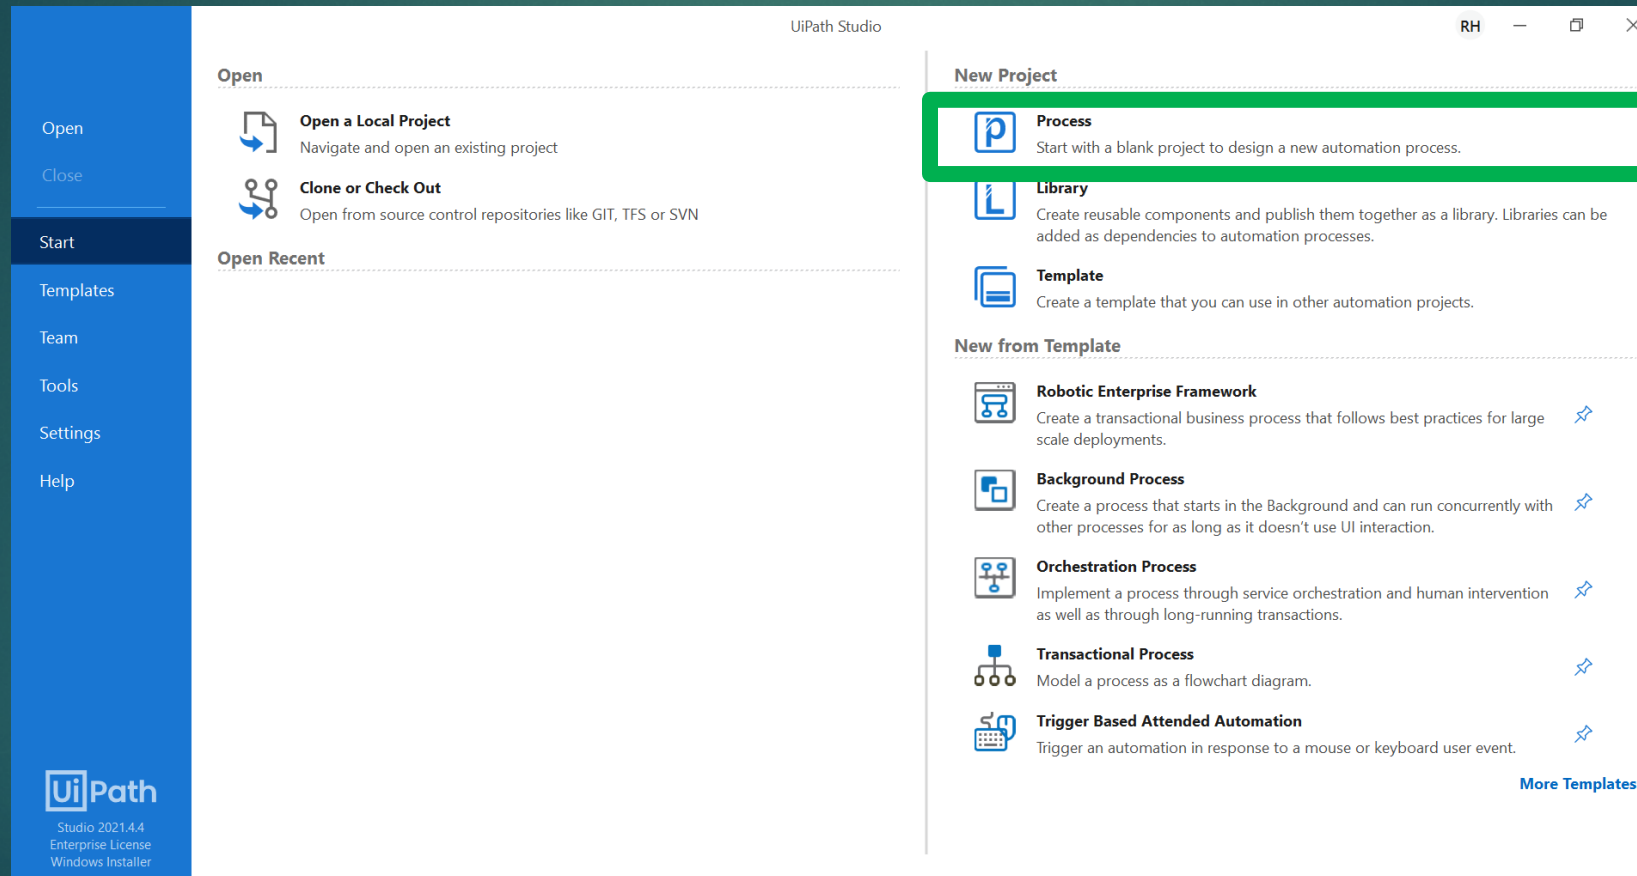 UiPath Studio
RH
Open
Close
Start
Templates
Team
Tools
Settings
Help
UiPath
Studio 2021.4.4
Enterprise License
Windows Installer
Open
Open a Local Project
Navigate and open an existing project
Clone or Check Out
Open from source control repositories like GIT, TFS or SVN
Open Recent
New Project
Process
Start with a blank project to design a new automation process.
Library
Create reusable components and publish them together as a library. Libraries can be
added as dependencies to automation processes.
Template
Create a template that you can use in other automation projects.
New from Template
Robotic Enterprise Framework
Create a transactional business process that follows best practices for large
scale deployments.
Background Process
Create a process that starts in the Background and can run concurrently with
other processes for as long as it doesn’t use UI interaction.
Orchestration Process
Implement a process through service orchestration and human intervention
as well as through long-running transactions.
Transactional Process
Model a process as a flowchart diagram.
Trigger Based Attended Automation
Trigger an automation in response to a mouse or keyboard user event.
More Templates